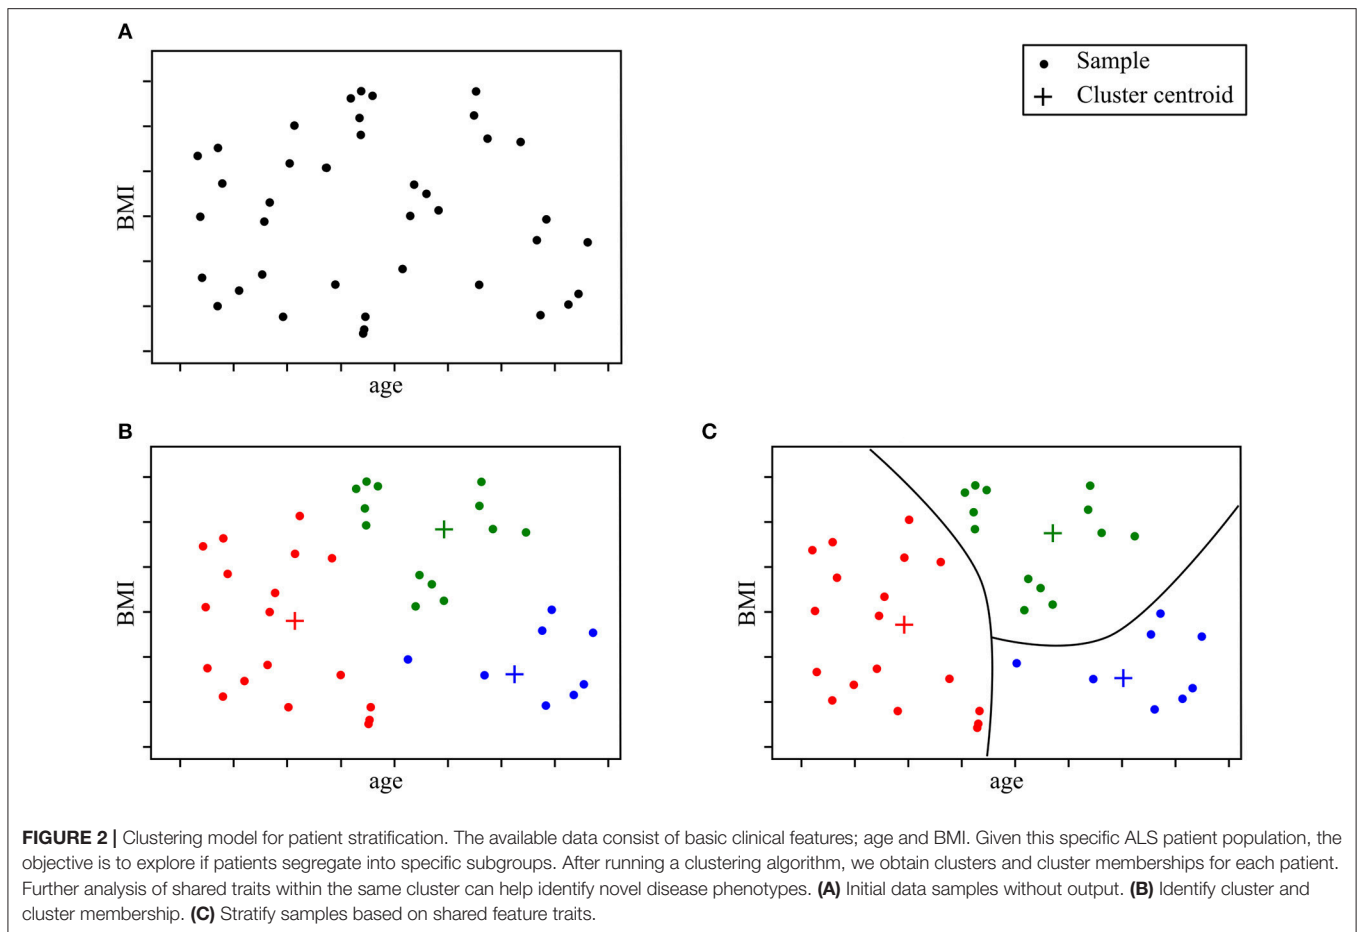 A
Sample
Cluster centroid
BMI
age
B
C
BMI
BMI
age
age
FIGURE 2 | Clustering model for patient stratification. The available data consist of basic clinical features; age and BMI. Given this specific ALS patient population, the
objective is to explore if patients segregate into specific subgroups. After running a clustering algorithm, we obtain clusters and cluster memberships for each patient.
Further analysis of shared traits within the same cluster can help identify novel disease phenotypes. (A) Initial data samples without output. (B) Identify cluster and
cluster membership. (C) Stratify samples based on shared feature traits.